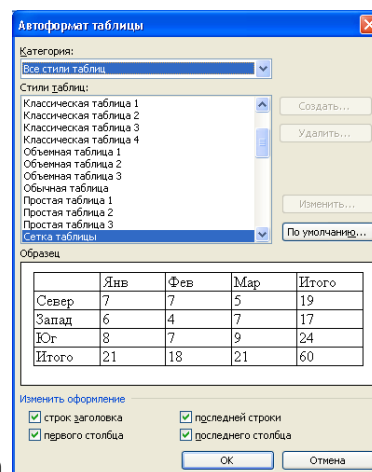 Автоформат таблицы
Категория:
Все стили таблиц
Стили таблиц:
Классическая таблица 1
Классическая таблица 2
Классическая таблица 3
Классическая таблица 4
Объемная таблица 1
Объемная таблица 2
Объемная таблица 3
Обычная таблица
Простая таблица 1
Простая таблица 2
Простая таблица 3
Сетка таблицы
Создать...
Удалить...
Изменить...
По умолчанию...
Образец
Янв Фев Мар Итого
Север 7 7 5 19
Запад 6 4 7 17
Юг 8 7 9 24
Итого 21 18 21 60
Изменить оформление
строк заголовка последней строки
первого столбца последнего столбца
ОК Отмена